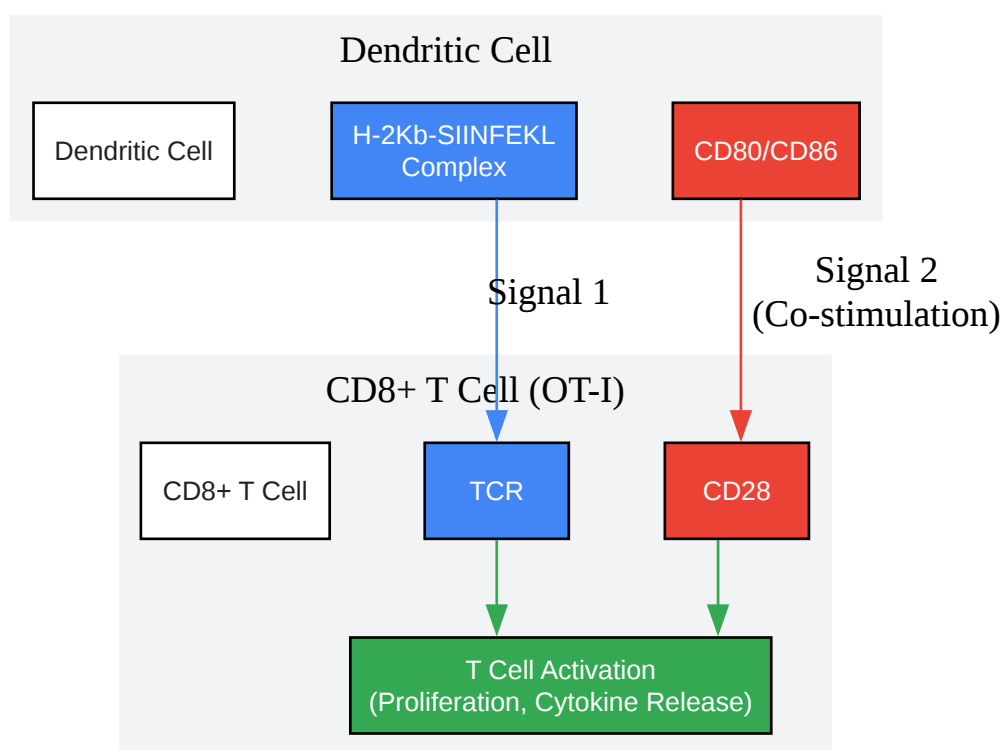 Dendritic Cell
Dendritic Cell
H-2Kb-SIINFEKL
Complex
CD80/CD86
Signal 1
Signal 2
(Co-stimulation)
CD8+ T Cell (OT-I)
CD8+ T Cell
TCR
CD28
T Cell Activation
(Proliferation, Cytokine Release)